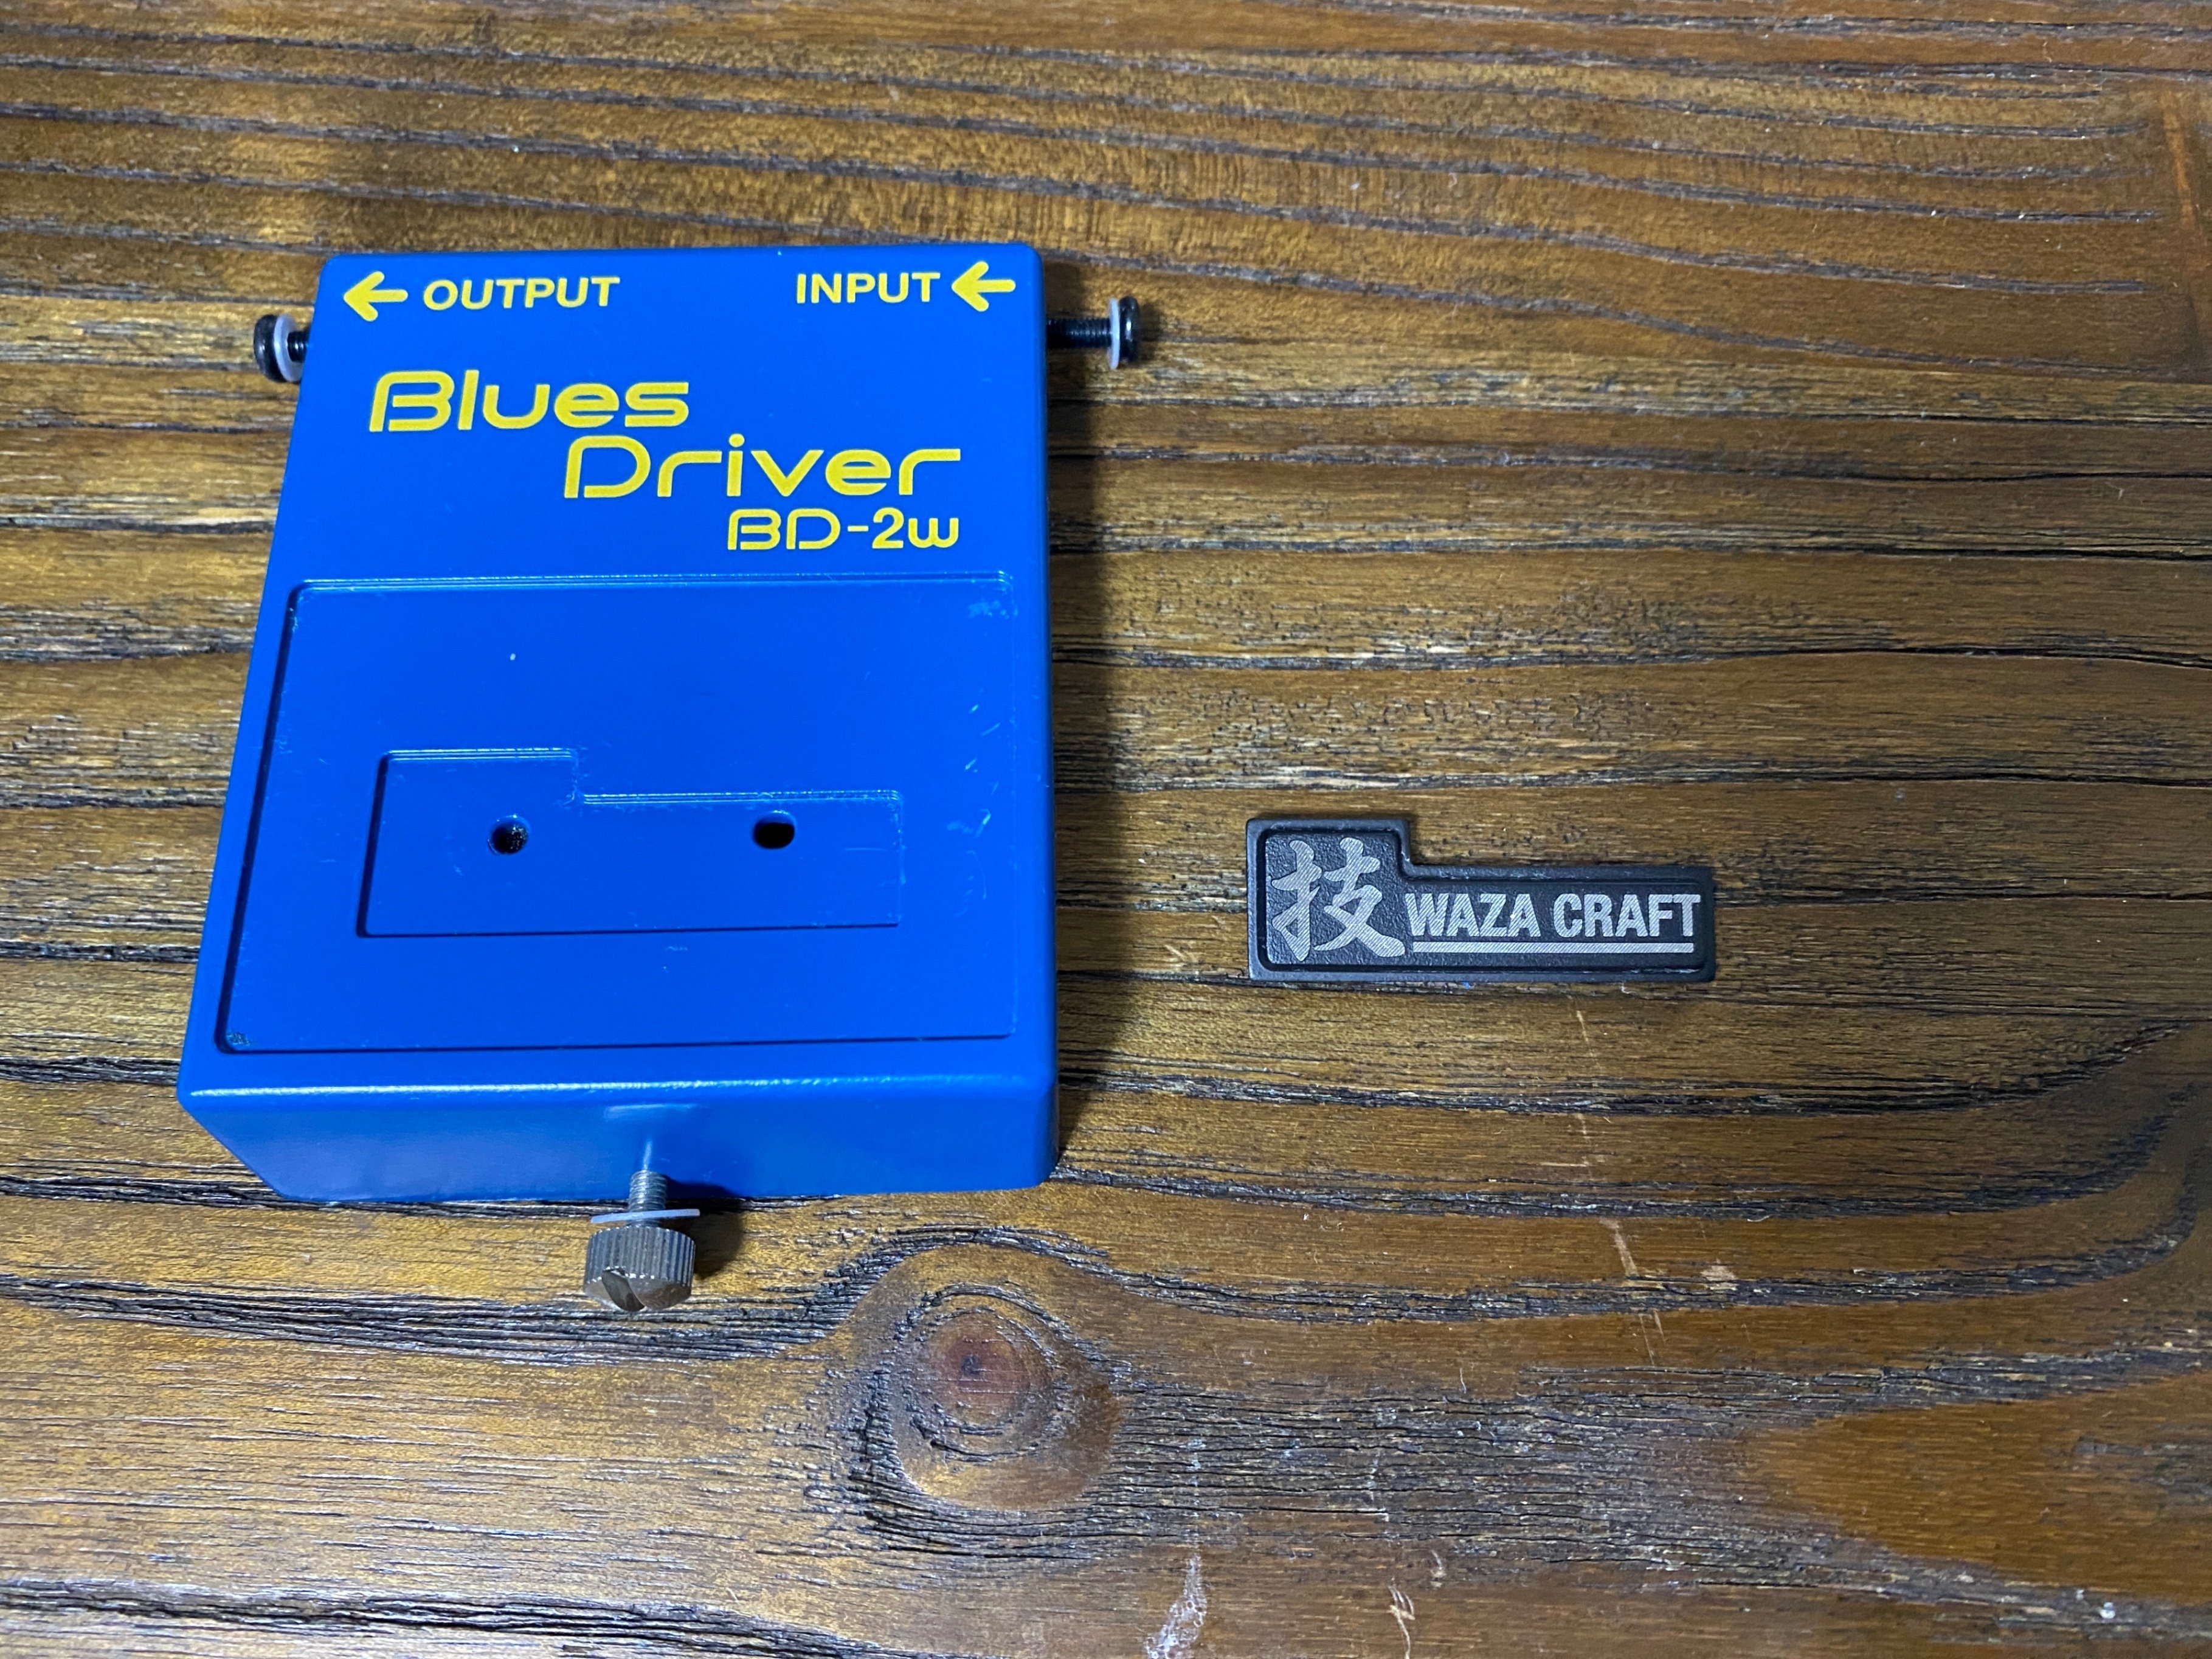 ← OUTPUT
INPUT ←
Blues
Driver
BD-2w
技 WAZA CRAFT